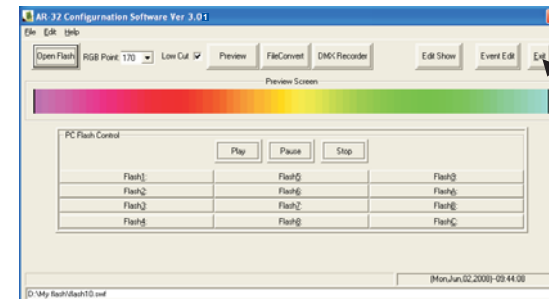 AR-32 Configurnation Software Ver 3.01
File Edit Help
Open Flash RGB Point 170 Low Cut Preview FileConvert DMX Recorder Edit Show Event Edit Exit
Preview Screen
PC Flash Control
Play Pause Stop
Flash1: Flash5: Flash9:
Flash2: Flash6: FlashA:
Flash3: Flash7: FlashB:
Flash4: Flash8: FlashC:
(Mon,Jun,02,2008)-09:44:08
D:\My flash\flash10.swf